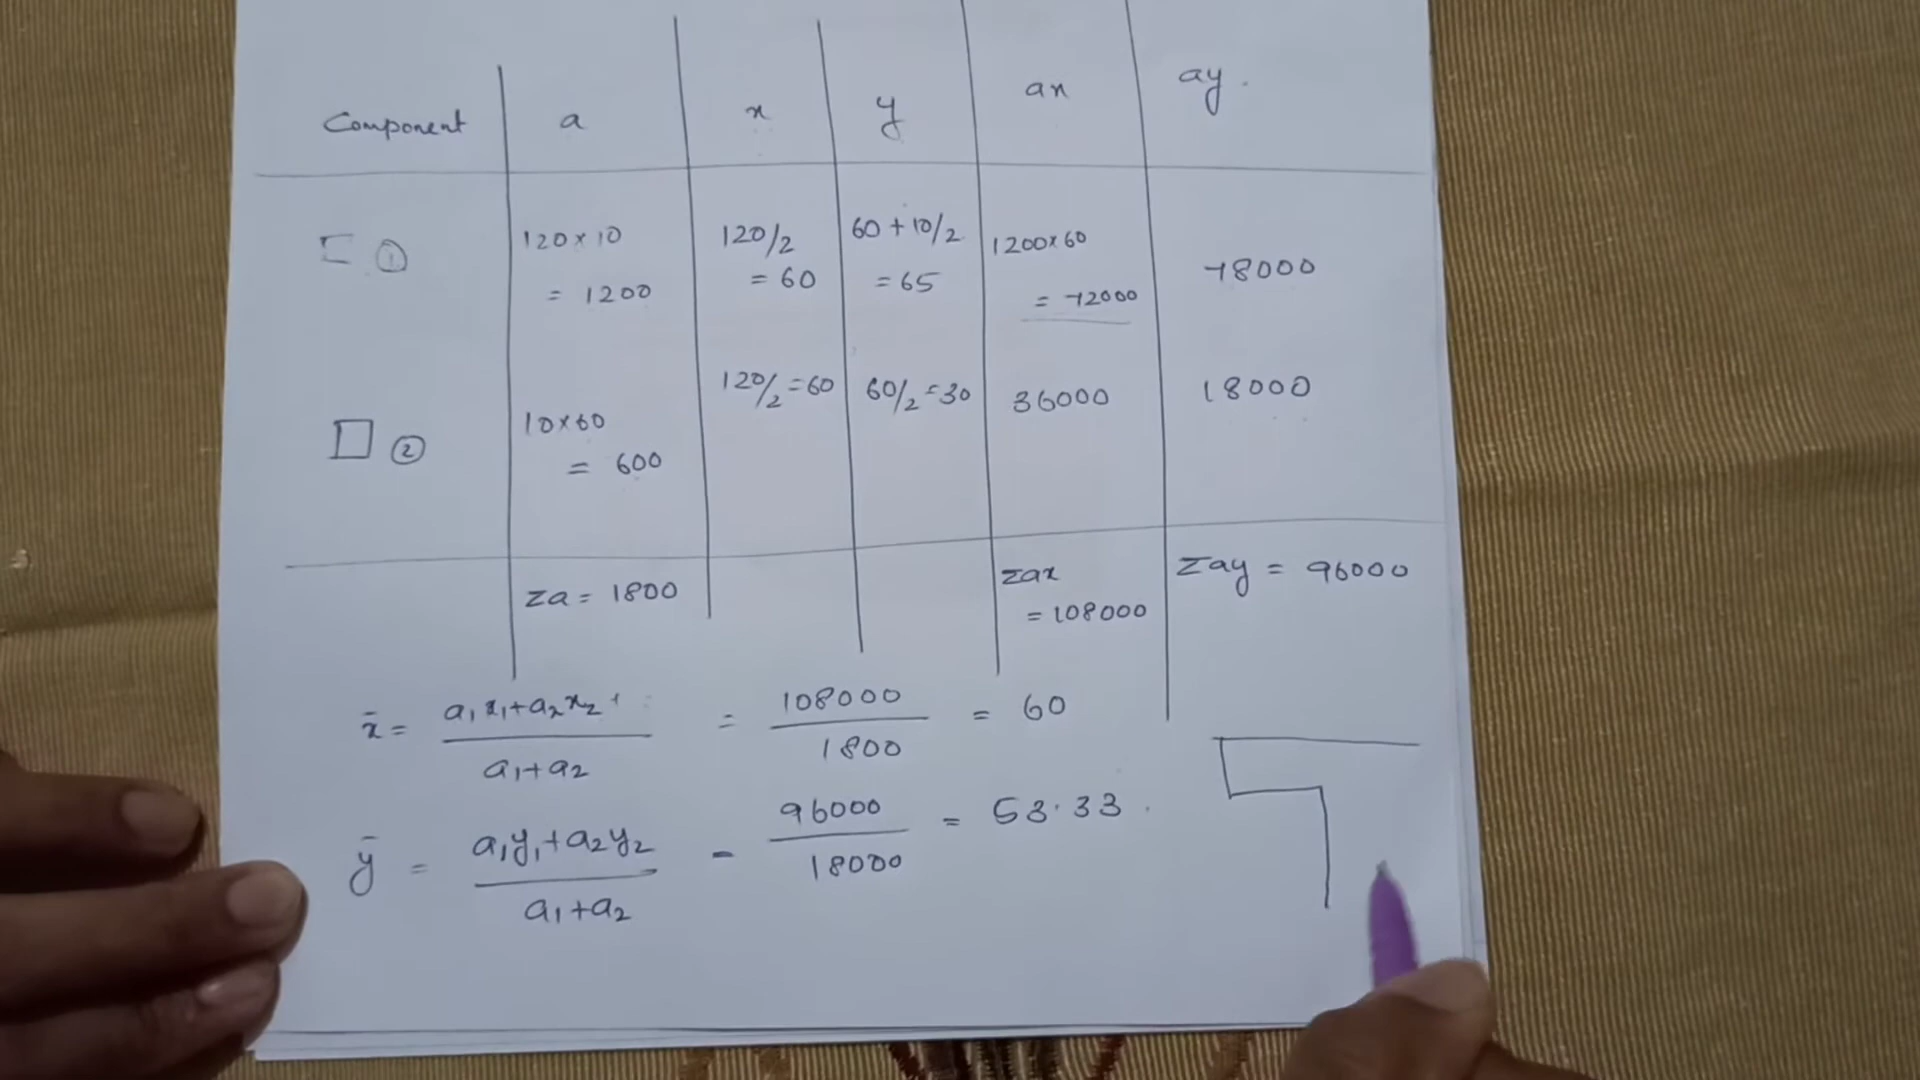 Component a x y ax ay.
① 120×10 = 1200 120/2 = 60 60+10/2 = 65 1200×60 = 72000 78000
② 10×60 = 600 120/2=60 60/2=30 36000 18000
Σa = 1800 Σax = 108000 Σay = 96000
x̄ = a₁x₁+a₂x₂+ / a₁+a₂ = 108000 / 1800 = 60
ȳ = a₁y₁+a₂y₂ / a₁+a₂ = 96000 / 18000 = 53.33